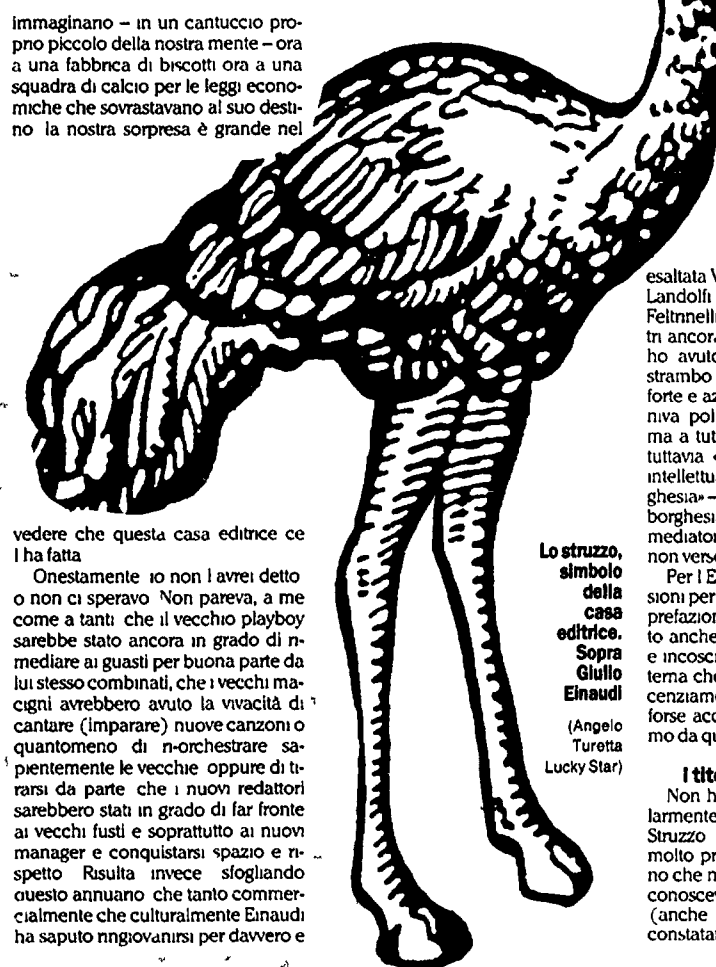 immaginano – in un cantuccio pro-
prio piccolo della nostra mente – ora
a una fabbrica di biscotti ora a una
squadra di calcio per le leggi econo-
miche che sovrastavano al suo desti-
no la nostra sorpresa è grande nel
vedere che questa casa editrice ce
l ha fatta
Onestamente io non l avrei detto
o non ci speravo Non pareva, a me
come a tanti che il vecchio playboy
sarebbe stato ancora in grado di ri-
mediare ai guasti per buona parte da
lui stesso combinati, che i vecchi ma-
cigni avrebbero avuto la vivacità di
cantare (imparare) nuove canzoni o
quantomeno di ri-orchestrare sa-
pientemente le vecchie oppure di ti-
rarsi da parte che i nuovi redattori
sarebbero stati in grado di far fronte
ai vecchi fusti e soprattutto ai nuovi
manager e conquistarsi spazio e ri-
spetto Risulta invece sfogliando
questo annuario che tanto commer-
cialmente che culturalmente Einaudi
ha saputo ringiovanirsi per davvero e
Lo struzzo,
simbolo
della
casa
editrice.
Sopra
Giulio
Einaudi
(Angelo
Turetta
Lucky Star)
esaltata
Landolfi
Feltrinelli
tri ancora
ho avuto
strambo
forte e az
niva pol
ma a tut
tuttavia
intellettu
ghesia» –
borghesi
mediator
non vers
Per l E
sioni per
prefazion
to anche
e incosci
tema che
cenziam
forse acc
mo da qu
I tito
Non h
larmente
Struzzo
molto pr
no che n
conoscev
(anche
constata